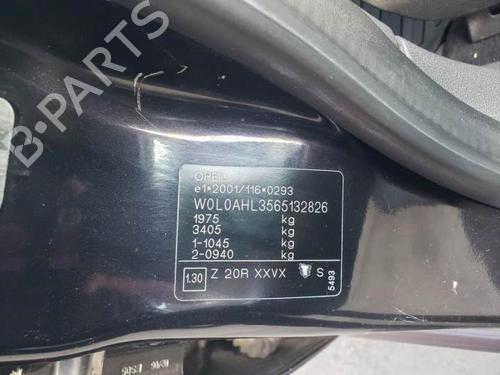 OPEL
e1*2001/116*0293
W0L0AHL3565132826
1975 kg
3405 kg
1-1045 kg
2-0940 kg
1.30 Z 20R XXVX S
5493
B-PARTS